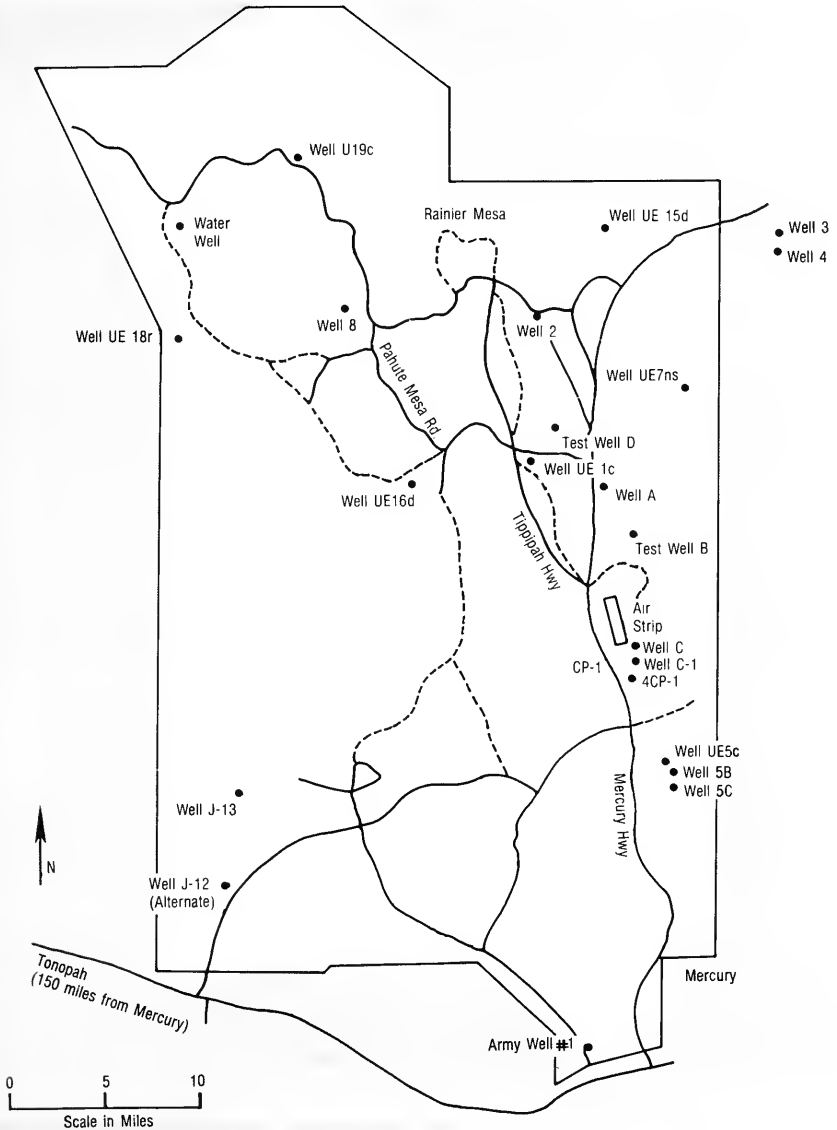 Well U19c
Rainier Mesa
Well UE 15d
Water
Well
Well 3
Well 4
Well 8
Well 2
Well UE 18r
Pahute Mesa Rd
Well UE7ns
Test Well D
Well UE 1c
Well UE16d
Well A
Tippipah Hwy
Test Well B
Air
Strip
Well C
CP-1
Well C-1
4CP-1
Well UE5c
Well 5B
Well 5C
Mercury Hwy
Well J-13
N
Well J-12
(Alternate)
Tonopah
(150 miles from Mercury)
Mercury
Army Well #1
0 5 10
Scale in Miles